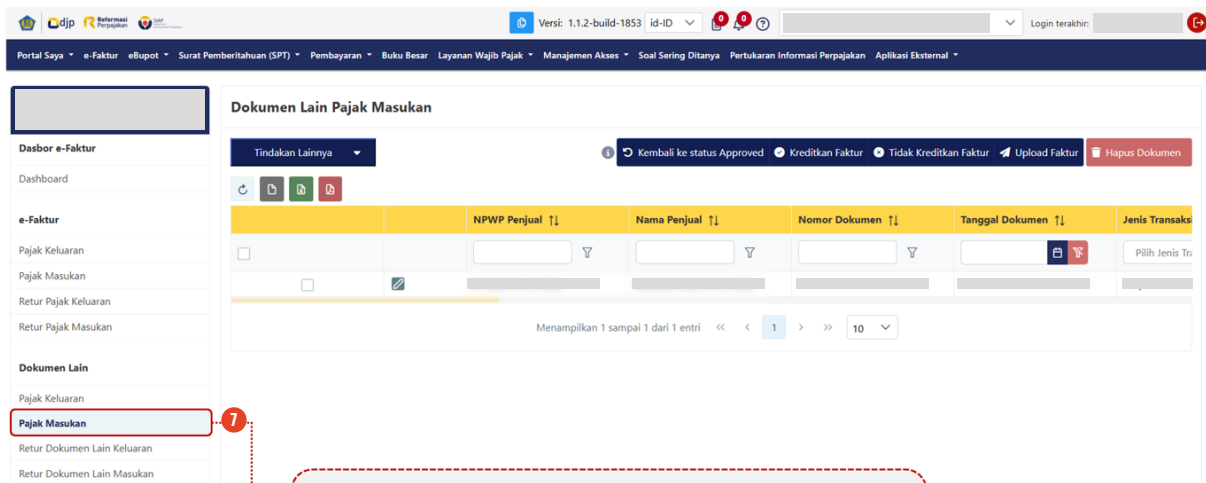 djp Reformasi Perpajakan SIAP Versi: 1.1.2-build-1853 id-ID 0 0 Login terakhir:
Portal Saya e-Faktur eBupot Surat Pemberitahuan (SPT) Pembayaran Buku Besar Layanan Wajib Pajak Manajemen Akses Soal Sering Ditanya Pertukaran Informasi Perpajakan Aplikasi Eksternal
Dokumen Lain Pajak Masukan
Dasbor e-Faktur
Tindakan Lainnya Kembali ke status Approved Kreditkan Faktur Tidak Kreditkan Faktur Upload Faktur Hapus Dokumen
Dashboard
e-Faktur
NPWP Penjual Nama Penjual Nomor Dokumen Tanggal Dokumen Jenis Transaksi
Pajak Keluaran
Pilih Jenis Tra
Pajak Masukan
Retur Pajak Keluaran
Retur Pajak Masukan
Menampilkan 1 sampai 1 dari 1 entri << < 1 > >> 10
Dokumen Lain
Pajak Keluaran
Pajak Masukan 7
Retur Dokumen Lain Keluaran
Retur Dokumen Lain Masukan